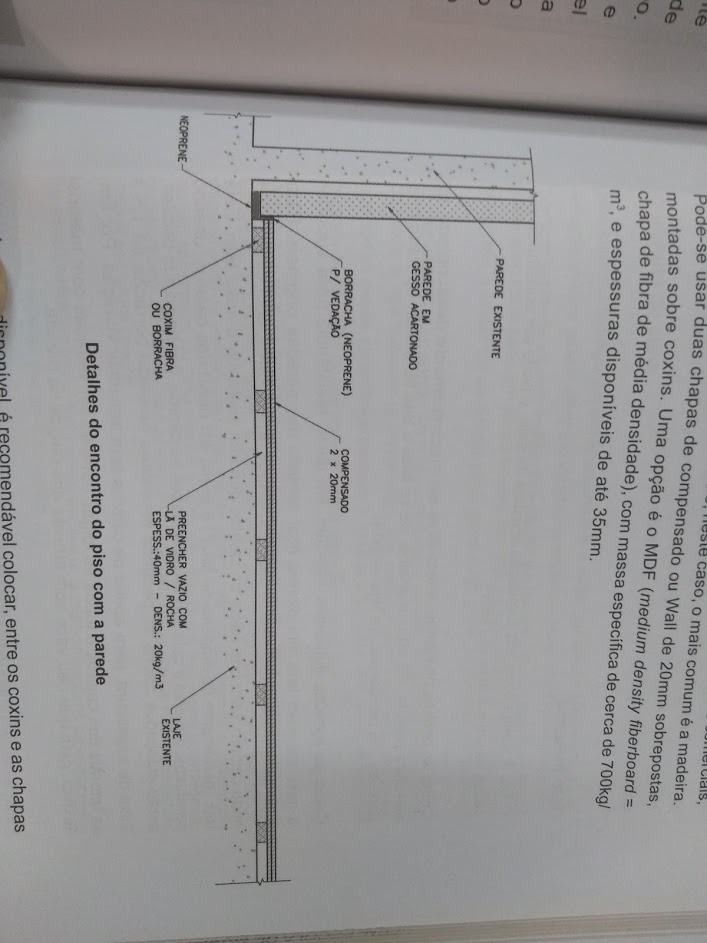 comerciais,
neste caso, o mais comum é a madeira.
Pode-se usar duas chapas de compensado ou Wall de 20mm sobrepostas,
montadas sobre coxins. Uma opção é o MDF (medium density fiberboard =
chapa de fibra de média densidade), com massa específica de cerca de 700kg/
m³, e espessuras disponíveis de até 35mm.
PAREDE EXISTENTE
PAREDE EM
GESSO ACARTONADO
BORRACHA (NEOPRENE)
P/ VEDAÇÃO
COMPENSADO
2 x 20mm
NEOPRENE
COXIM FIBRA
OU BORRACHA
PREENCHER VAZIO COM
LÃ DE VIDRO / ROCHA
ESPESS.:40mm - DENS.: 20kg/m3
LAJE
EXISTENTE
Detalhes do encontro do piso com a parede
disponível, é recomendável colocar, entre os coxins e as chapas